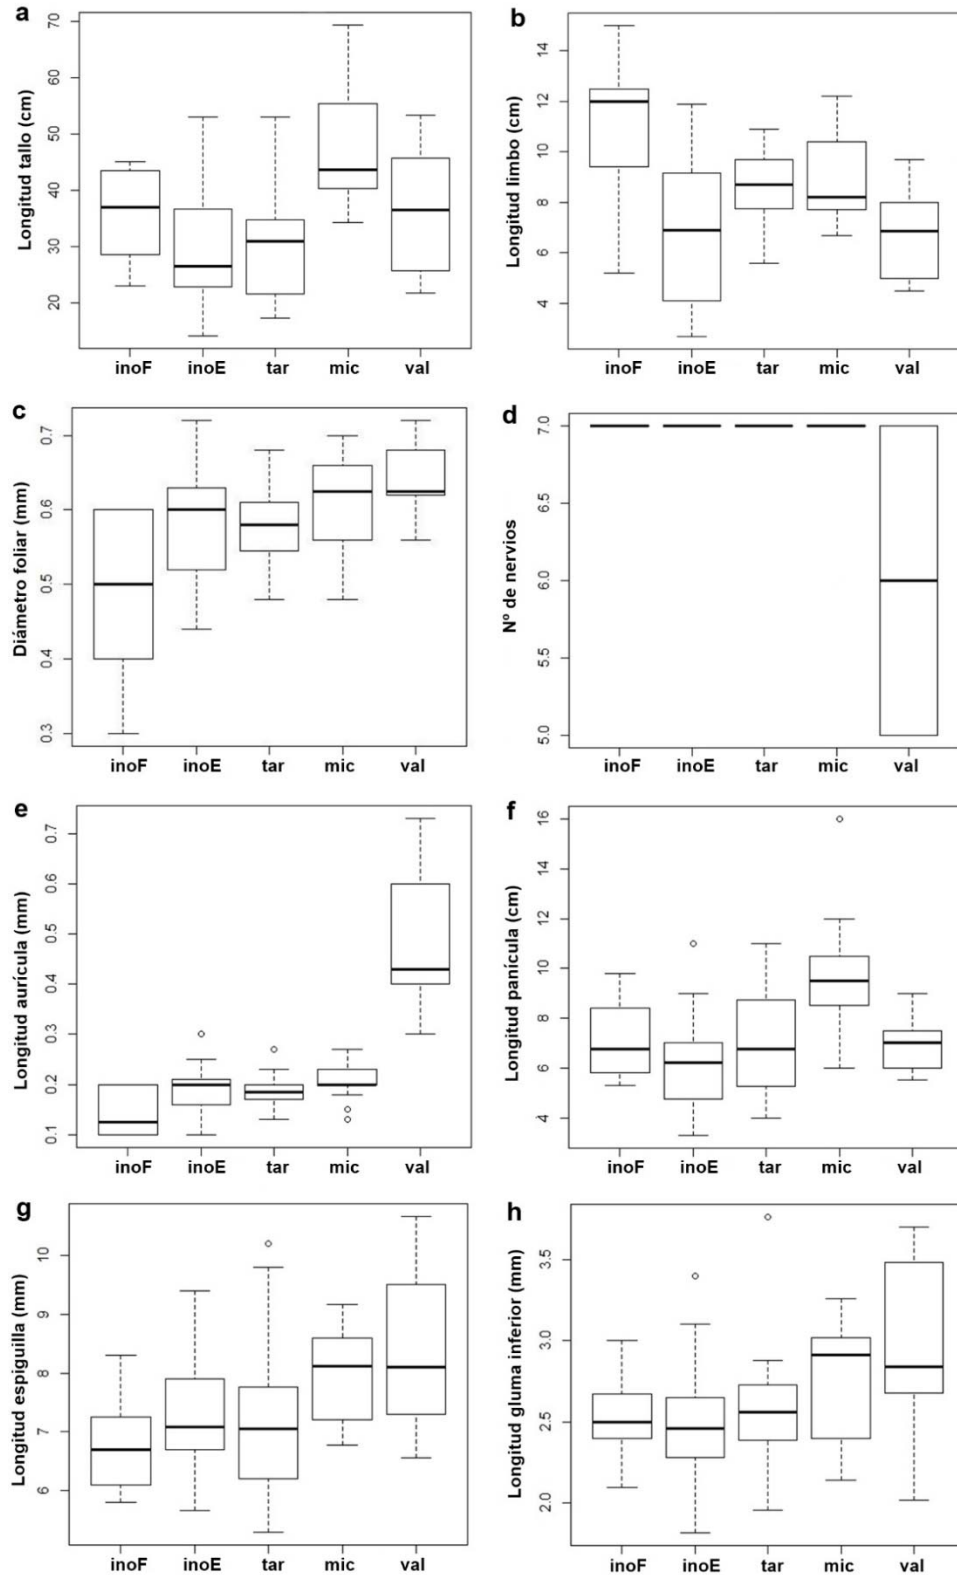 a
Longitud tallo (cm)
70
60
50
40
30
20
inoF inoE tar mic val
b
Longitud limbo (cm)
14
12
10
8
6
4
inoF inoE tar mic val
c
Diámetro foliar (mm)
0.7
0.6
0.5
0.4
0.3
inoF inoE tar mic val
d
Nº de nervios
7.0
6.5
6.0
5.5
5.0
inoF inoE tar mic val
e
Longitud aurícula (mm)
0.7
0.6
0.5
0.4
0.3
0.2
0.1
inoF inoE tar mic val
f
Longitud panícula (cm)
16
14
12
10
8
6
4
inoF inoE tar mic val
g
Longitud espiguilla (mm)
10
9
8
7
6
inoF inoE tar mic val
h
Longitud gluma inferior (mm)
3.5
3.0
2.5
2.0
inoF inoE tar mic val